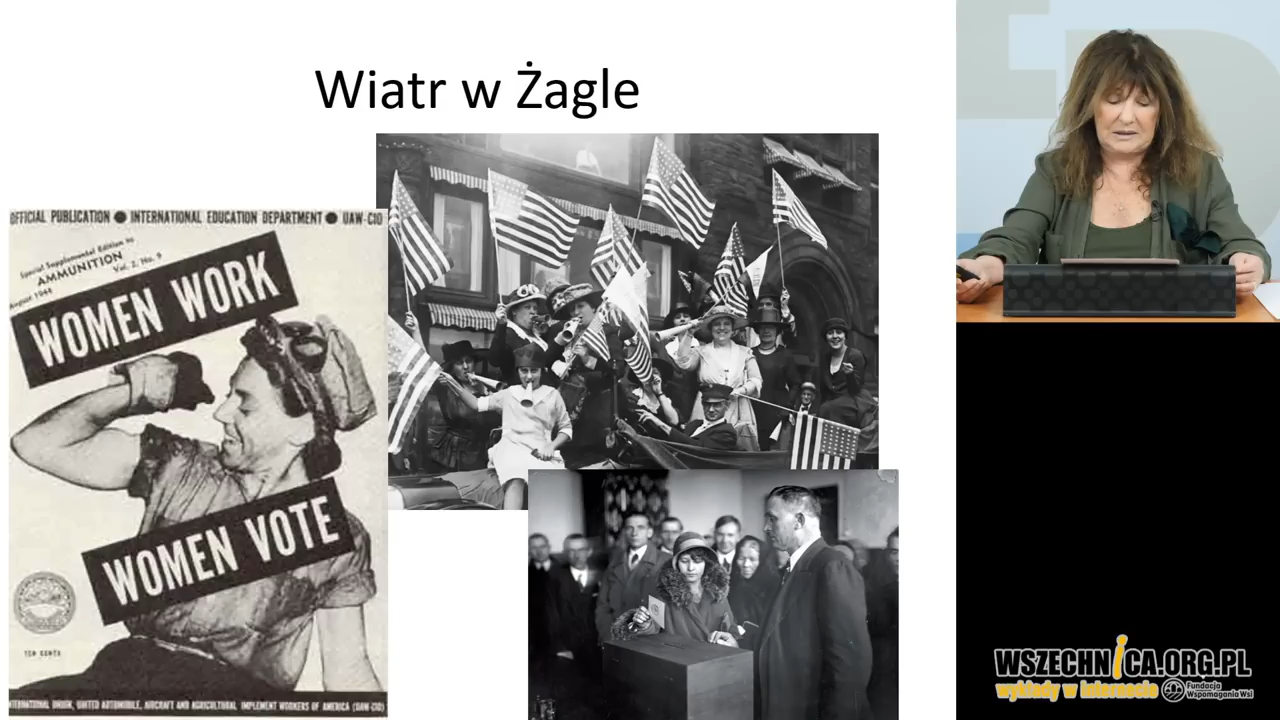 Wiatr w Żagle
OFFICIAL PUBLICATION ● INTERNATIONAL EDUCATION DEPARTMENT ● UAW-CIO
Special Supplemental Edition to
AMMUNITION
Vol. 2, No. 9
August 1944
WOMEN WORK
WOMEN VOTE
TEN CENTS
INTERNATIONAL UNION, UNITED AUTOMOBILE, AIRCRAFT AND AGRICULTURAL IMPLEMENT WORKERS OF AMERICA (UAW-CIO)
WSZECHNICA.ORG.PL
wykłady w internecie
Fundacja
Wspomagania Wsi